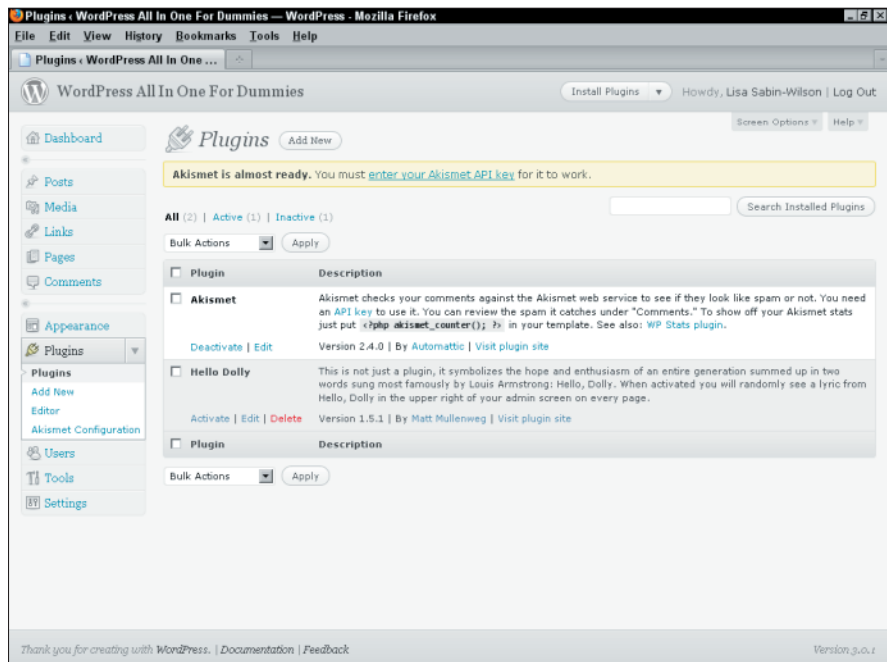 Plugins ‹ WordPress All In One For Dummies — WordPress - Mozilla Firefox
File Edit View History Bookmarks Tools Help
Plugins ‹ WordPress All In One ...
WordPress All In One For Dummies
Install Plugins
Howdy, Lisa Sabin-Wilson | Log Out
Screen Options Help
Dashboard
Posts
Media
Links
Pages
Comments
Appearance
Plugins
Plugins
Add New
Editor
Akismet Configuration
Users
Tools
Settings
Plugins Add New
Akismet is almost ready. You must enter your Akismet API key for it to work.
Search Installed Plugins
All (2) | Active (1) | Inactive (1)
Bulk Actions Apply
Plugin Description
Akismet
Akismet checks your comments against the Akismet web service to see if they look like spam or not. You need
an API key to use it. You can review the spam it catches under "Comments." To show off your Akismet stats
just put <?php akismet_counter(); ?> in your template. See also: WP Stats plugin.
Deactivate | Edit Version 2.4.0 | By Automattic | Visit plugin site
Hello Dolly
This is not just a plugin, it symbolizes the hope and enthusiasm of an entire generation summed up in two
words sung most famously by Louis Armstrong: Hello, Dolly. When activated you will randomly see a lyric from
Hello, Dolly in the upper right of your admin screen on every page.
Activate | Edit | Delete Version 1.5.1 | By Matt Mullenweg | Visit plugin site
Plugin Description
Bulk Actions Apply
Thank you for creating with WordPress. | Documentation | Feedback
Version 3.0.1